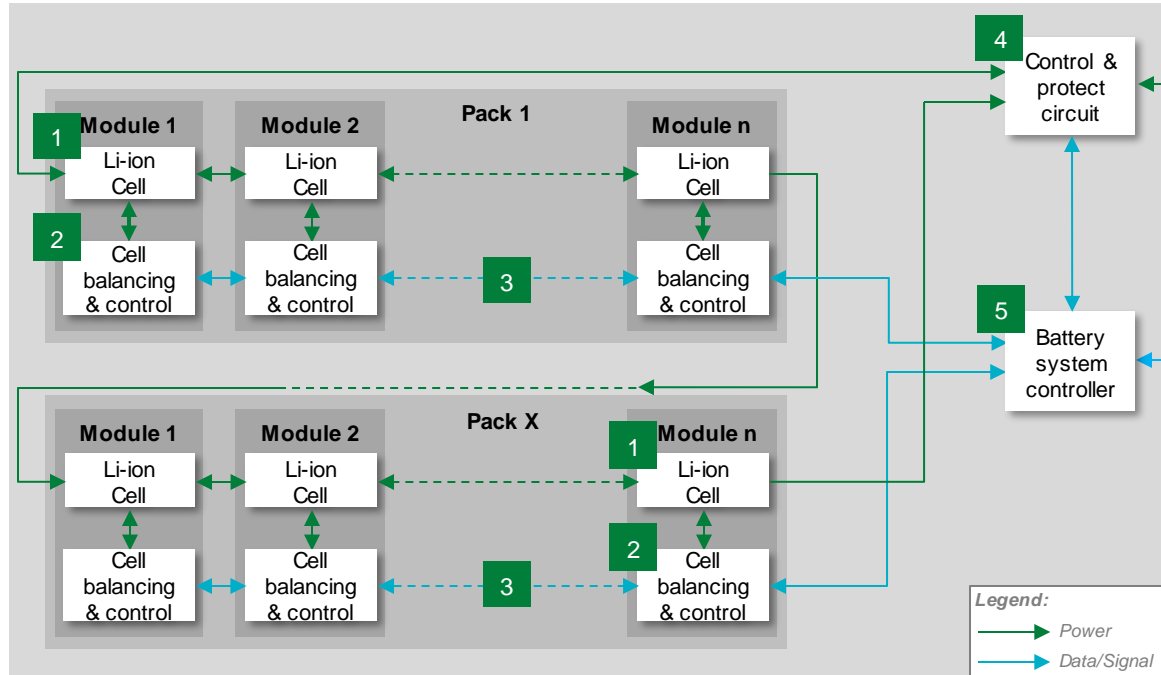 4
Control &
protect
circuit
Pack 1
1
Module 1
Module 2
Module n
Li-ion
Cell
Li-ion
Cell
Li-ion
Cell
2
Cell
balancing
& control
Cell
balancing
& control
3
Cell
balancing
& control
5
Battery
system
controller
Pack X
Module 1
Module 2
1
Module n
Li-ion
Cell
Li-ion
Cell
Li-ion
Cell
2
Cell
balancing
& control
Cell
balancing
& control
3
Cell
balancing
& control
Legend:
Power
Data/Signal